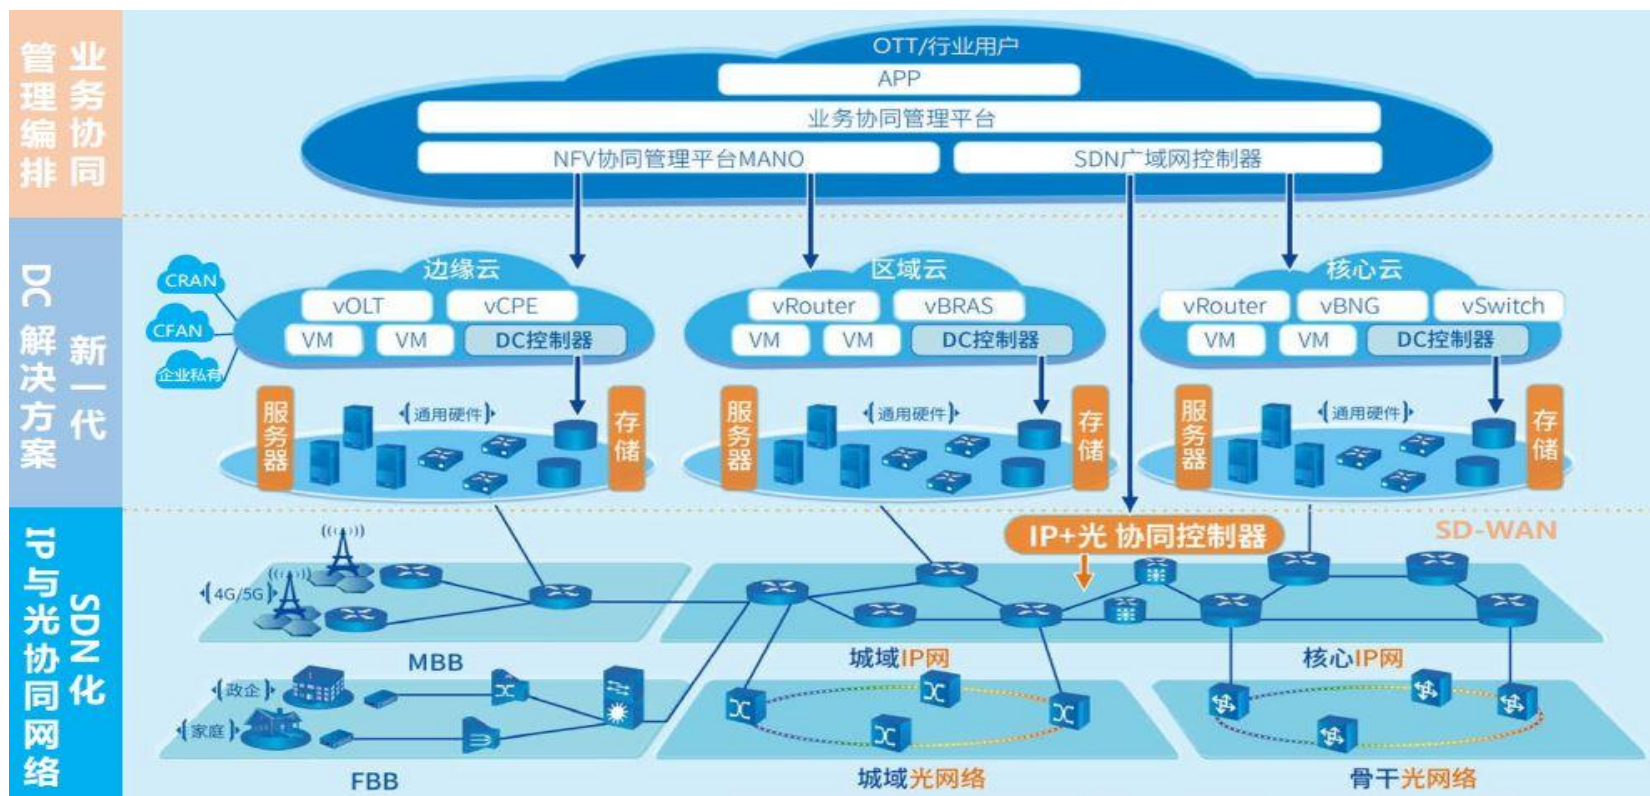 业务协同
管理编排
OTT/行业用户
APP
业务协同管理平台
NFV协同管理平台MANO
SDN广域网控制器
新一代
DC解决方案
CRAN
CFAN
企业私有
边缘云
vOLT
vCPE
VM
VM
DC控制器
区域云
vRouter
vBRAS
VM
VM
DC控制器
核心云
vRouter
vBNG
vSwitch
VM
VM
DC控制器
服务器
通用硬件
存储
服务器
通用硬件
存储
服务器
通用硬件
存储
SDN化
IP与光协同网络
IP+光 协同控制器
SD-WAN
4G/5G
MBB
城域IP网
核心IP网
政企
家庭
FBB
城域光网络
骨干光网络